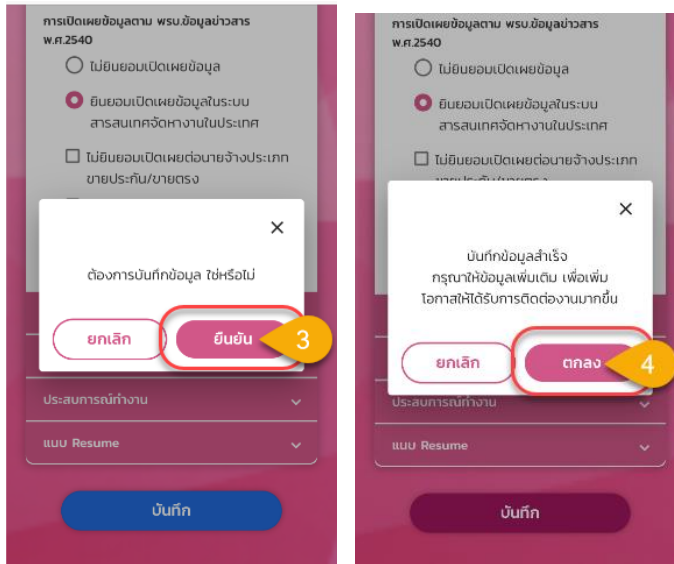 การเปิดเผยข้อมูลตาม พรบ.ข้อมูลข่าวสาร
พ.ศ.2540
ไม่ยินยอมเปิดเผยข้อมูล
ยินยอมเปิดเผยข้อมูลในระบบ
สารสนเทศจัดหางานในประเทศ
ไม่ยินยอมเปิดเผยต่อนายจ้างประเภท
ขายประกัน/ขายตรง
ต้องการบันทึกข้อมูล ใช่หรือไม่
ยกเลิก
ยืนยัน
3
ประสบการณ์ทำงาน
แนบ Resume
บันทึก
การเปิดเผยข้อมูลตาม พรบ.ข้อมูลข่าวสาร
พ.ศ.2540
ไม่ยินยอมเปิดเผยข้อมูล
ยินยอมเปิดเผยข้อมูลในระบบ
สารสนเทศจัดหางานในประเทศ
ไม่ยินยอมเปิดเผยต่อนายจ้างประเภท
ขายประกัน/ขายตรง
บันทึกข้อมูลสำเร็จ
กรุณาให้ข้อมูลเพิ่มเติม เพื่อเพิ่ม
โอกาสให้ได้รับการติดต่องานมากขึ้น
ยกเลิก
ตกลง
4
ประสบการณ์ทำงาน
แนบ Resume
บันทึก